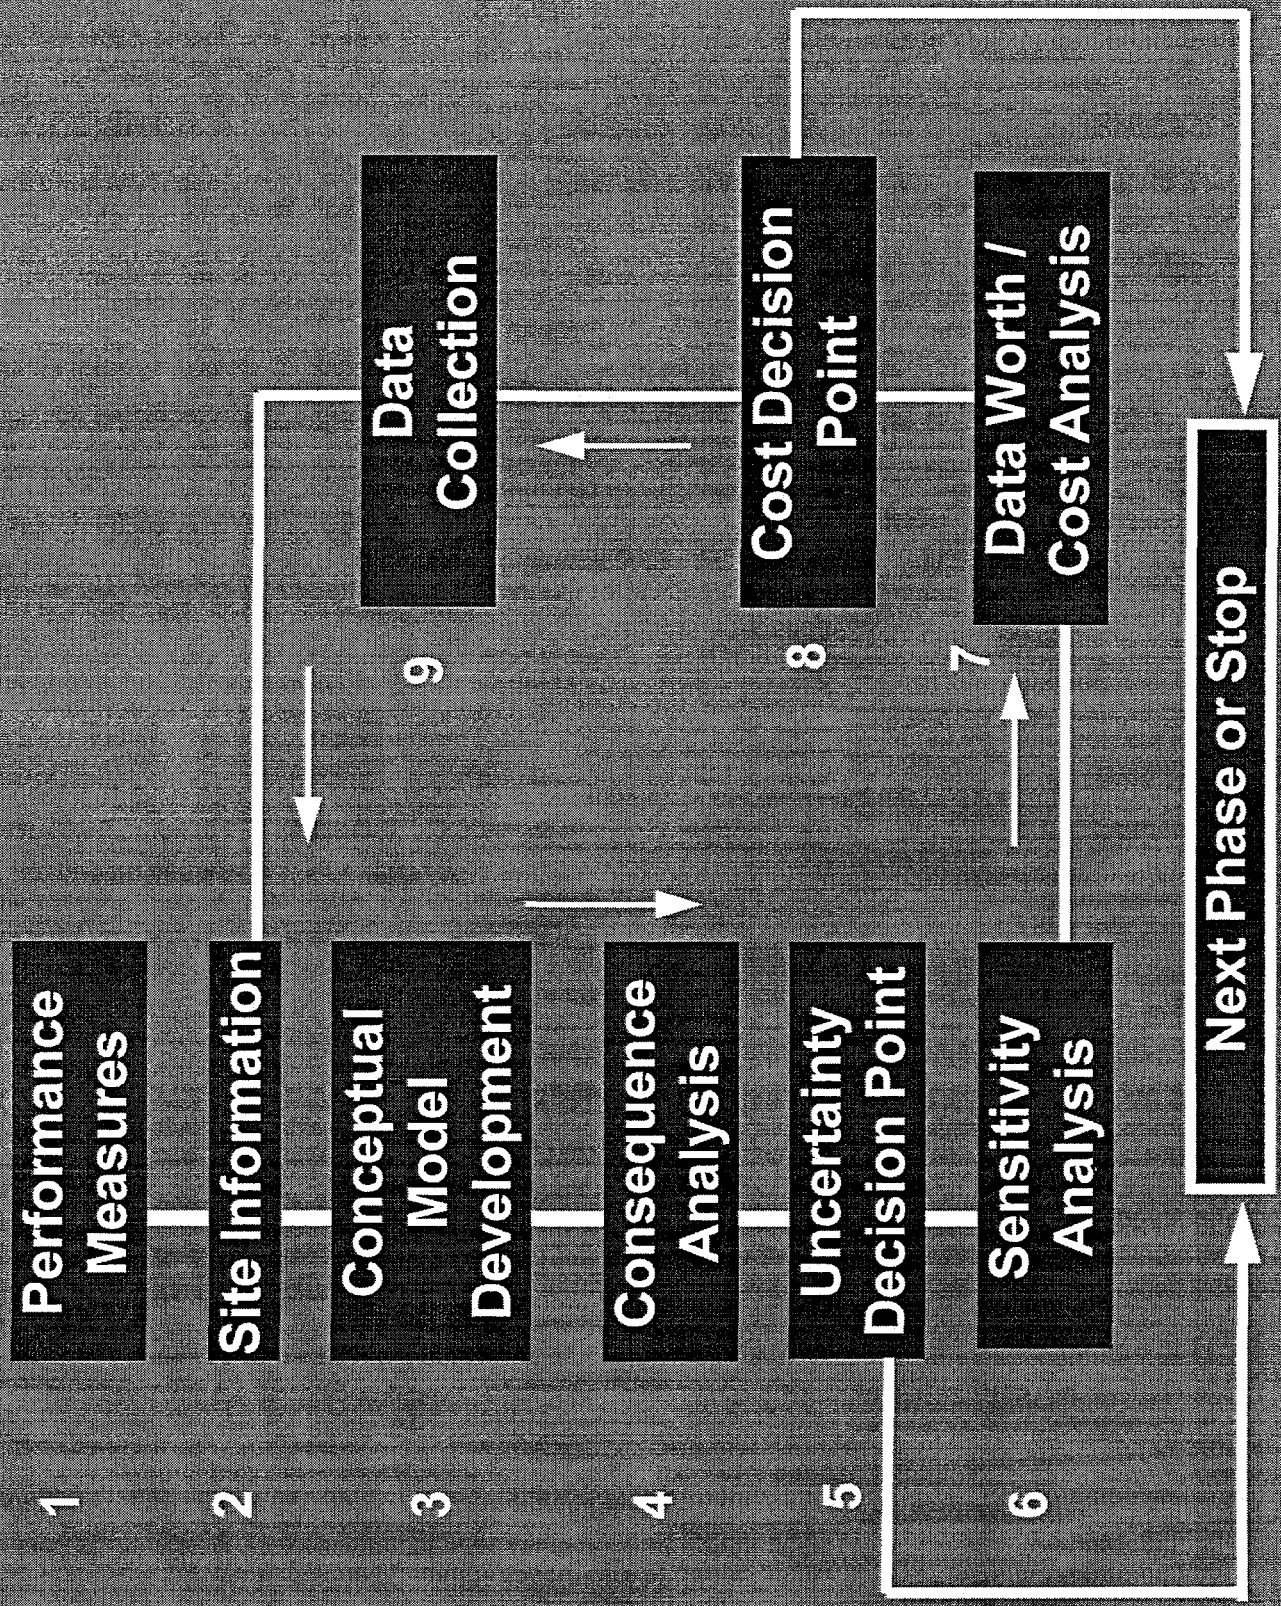 1
Performance
Measures
2
Site Information
3
Conceptual
Model
Development
4
Consequence
Analysis
5
Uncertainty
Decision Point
6
Sensitivity
Analysis
7
Data Worth /
Cost Analysis
8
Cost Decision
Point
9
Data
Collection
Next Phase or Stop